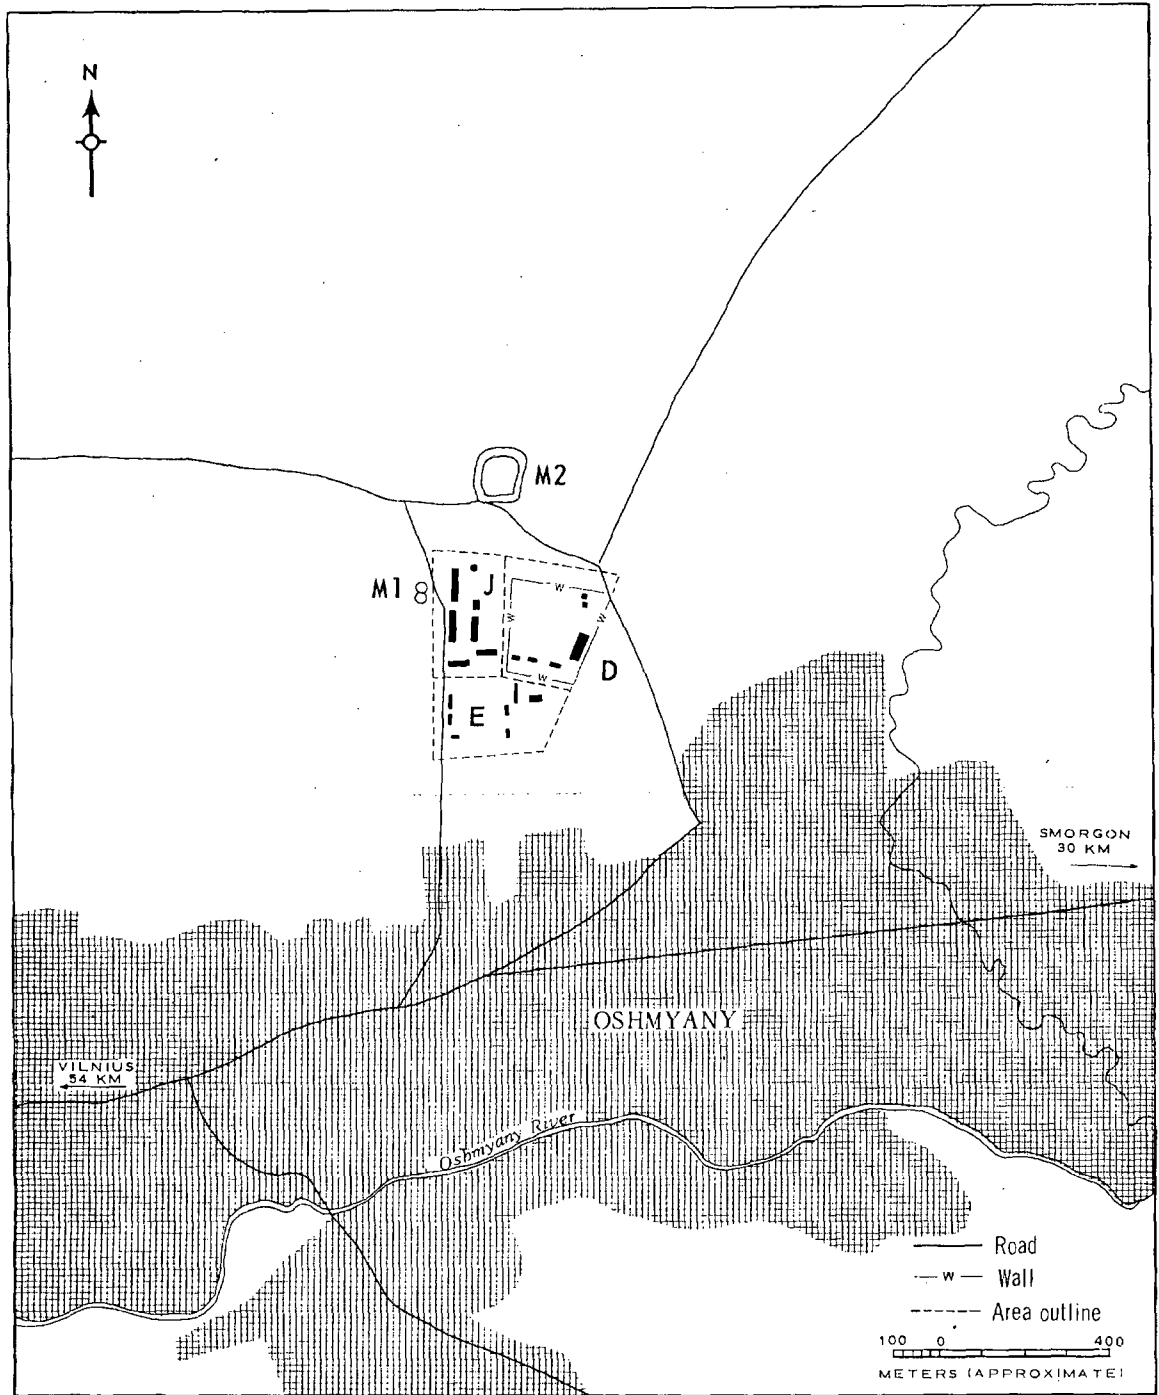 N
M2
M1 8
J
W
W
W
D
W
E
SMORGON
30 KM
OSHMYANY
VILNIUS
54 KM
Oshmyany River
Road
W Wall
Area outline
100 0 400
METERS (APPROXIMATE)